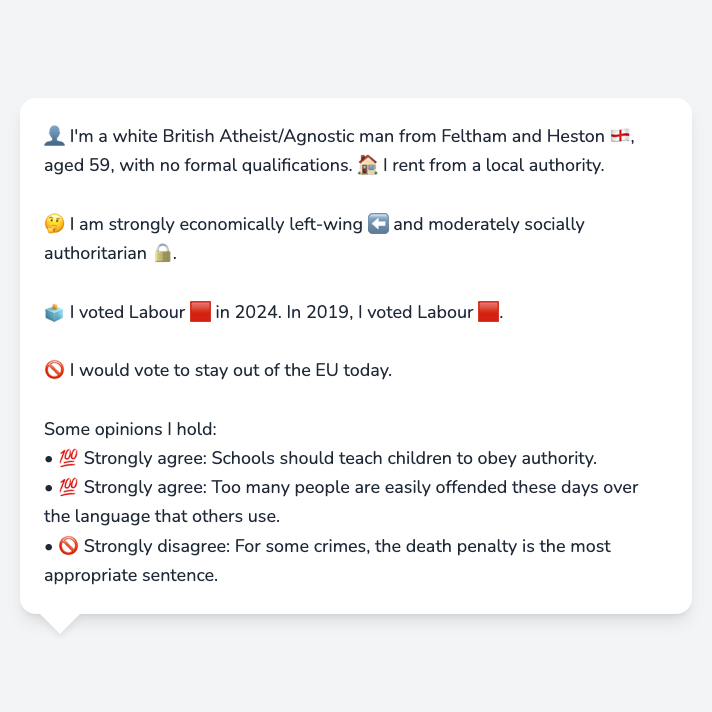 👤 I'm a white British Atheist/Agnostic man from Feltham and Heston 🏴󠁧󠁢󠁥󠁮󠁧󠁿,
aged 59, with no formal qualifications. 🏠 I rent from a local authority.
🤔 I am strongly economically left-wing ⬅️ and moderately socially
authoritarian 🔒.
🗳️ I voted Labour 🟥 in 2024. In 2019, I voted Labour 🟥.
🚫 I would vote to stay out of the EU today.
Some opinions I hold:
• 💯 Strongly agree: Schools should teach children to obey authority.
• 💯 Strongly agree: Too many people are easily offended these days over
the language that others use.
• 🚫 Strongly disagree: For some crimes, the death penalty is the most
appropriate sentence.